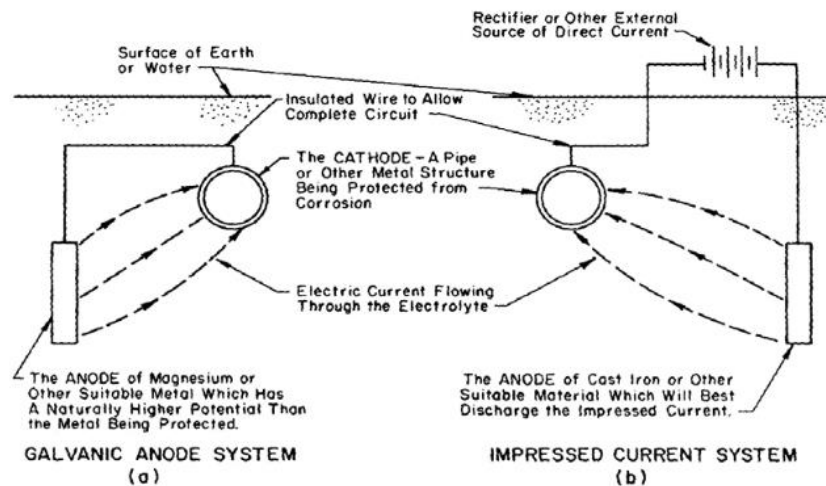 Rectifier or Other External
Source of Direct Current
Surface of Earth
or Water
Insulated Wire to Allow
Complete Circuit
The CATHODE-A Pipe
or Other Metal Structure
Being Protected from
Corrosion
Electric Current Flowing
Through the Electrolyte
The ANODE of Magnesium or
Other Suitable Metal Which Has
A Naturally Higher Potential Than
the Metal Being Protected.
The ANODE of Cast Iron or Other
Suitable Material Which Will Best
Discharge the Impressed Current.
GALVANIC ANODE SYSTEM
(a)
IMPRESSED CURRENT SYSTEM
(b)